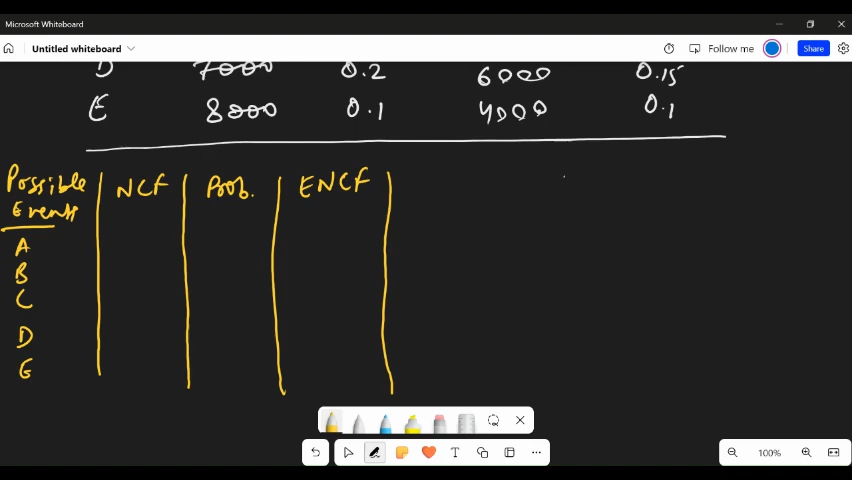 Microsoft Whiteboard
Untitled whiteboard
Follow me
Share
D 7000 0.2 6000 0.15
E 8000 0.1 4000 0.1
Possible Events NCF Prob. ENCF
A
B
C
D
E
T
100%